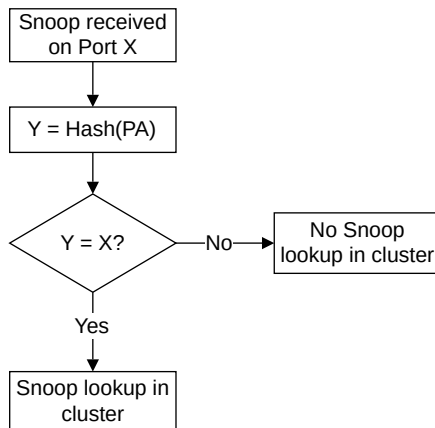 Snoop received
on Port X
Y = Hash(PA)
Y = X?
No
No Snoop
lookup in cluster
Yes
Snoop lookup in
cluster